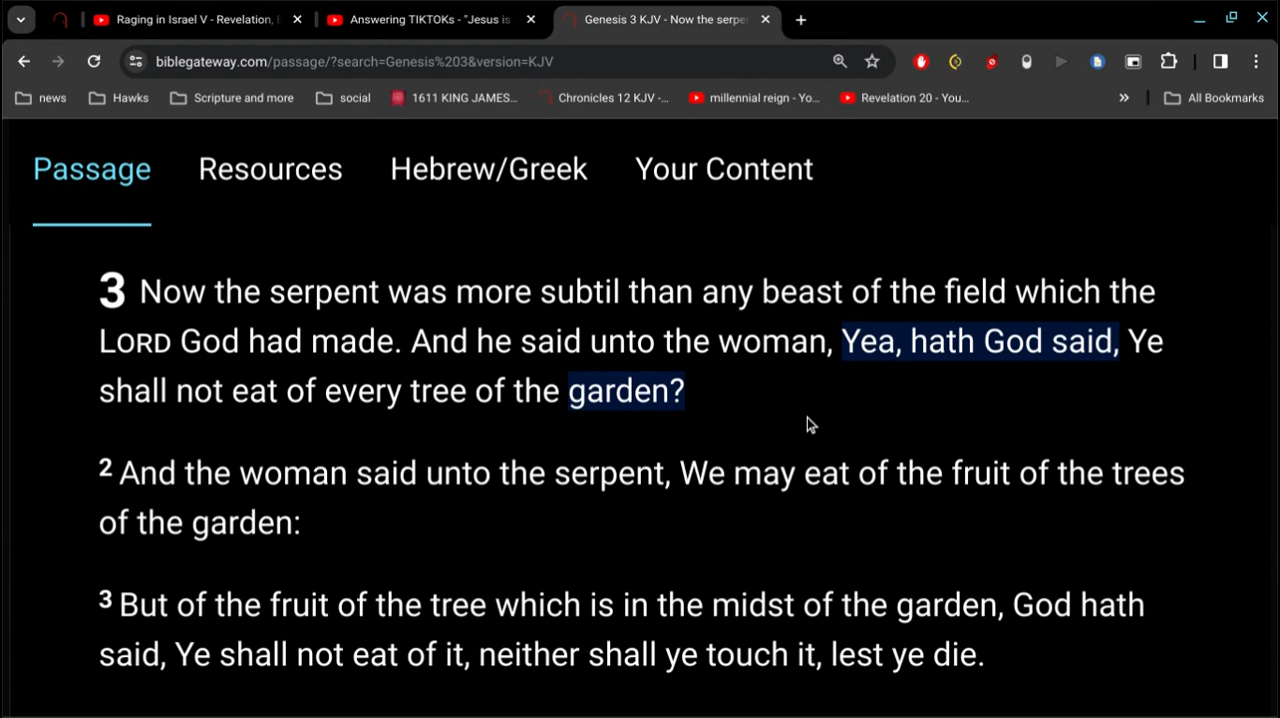 Raging in Israel V - Revelation,
Answering TIKTOKs - "Jesus is
Genesis 3 KJV - Now the serpe
biblegateway.com/passage/?search=Genesis%203&version=KJV
news Hawks Scripture and more social 1611 KING JAMES... Chronicles 12 KJV -... millennial reign - Yo... Revelation 20 - You... » All Bookmarks
Passage Resources Hebrew/Greek Your Content
3 Now the serpent was more subtil than any beast of the field which the
LORD God had made. And he said unto the woman, Yea, hath God said, Ye
shall not eat of every tree of the garden?
2 And the woman said unto the serpent, We may eat of the fruit of the trees
of the garden:
3 But of the fruit of the tree which is in the midst of the garden, God hath
said, Ye shall not eat of it, neither shall ye touch it, lest ye die.